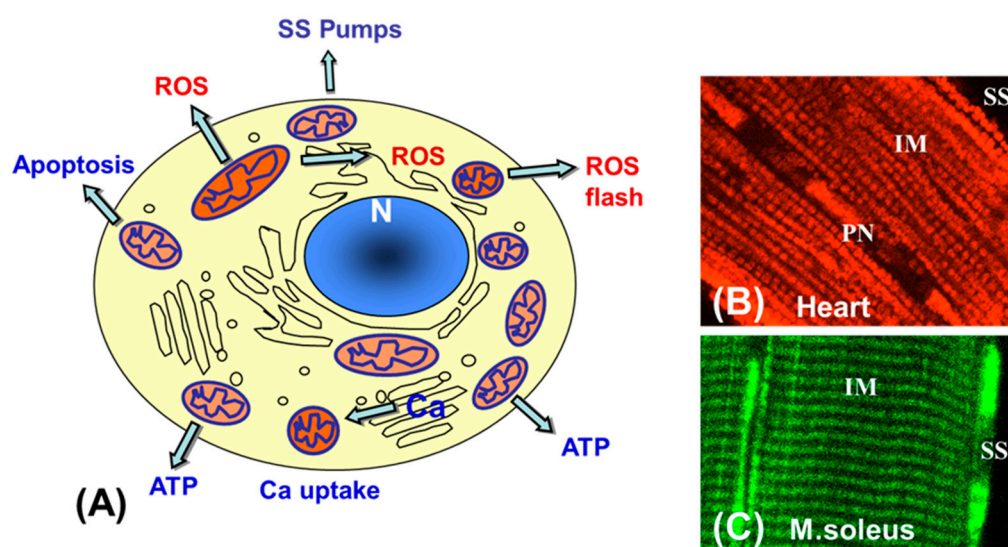 SS Pumps
ROS
Apoptosis
ROS
ROS
flash
N
Ca
ATP
Ca uptake
ATP
(A)
SS
IM
PN
(B) Heart
IM
SS
(C) M.soleus